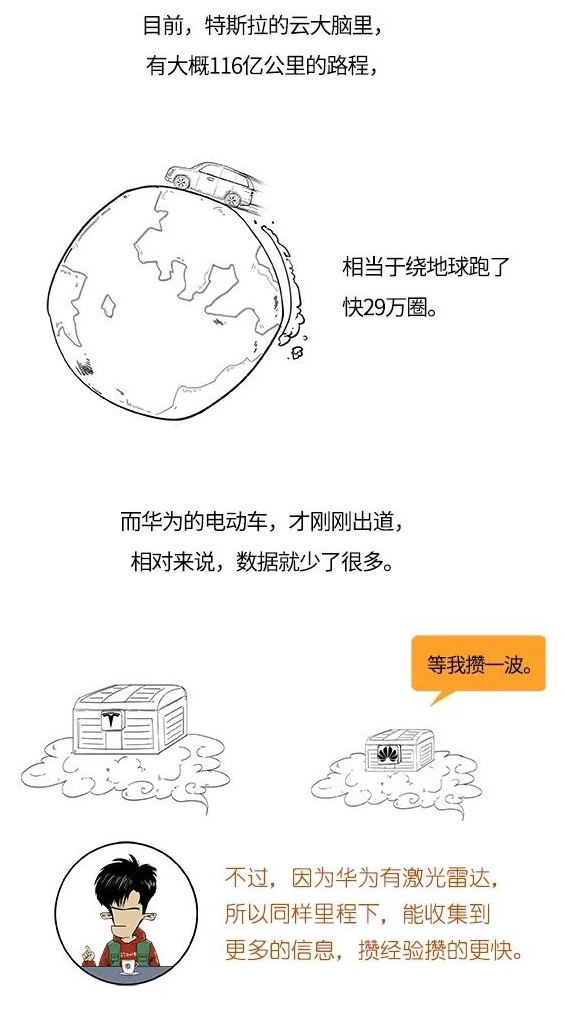 目前，特斯拉的云大脑里，
有大概116亿公里的路程，
相当于绕地球跑了
快29万圈。
而华为的电动车，才刚刚出道，
相对来说，数据就少了很多。
等我攒一波。
不过，因为华为有激光雷达，
所以同样里程下，能收集到
更多的信息，攒经验攒的更快。